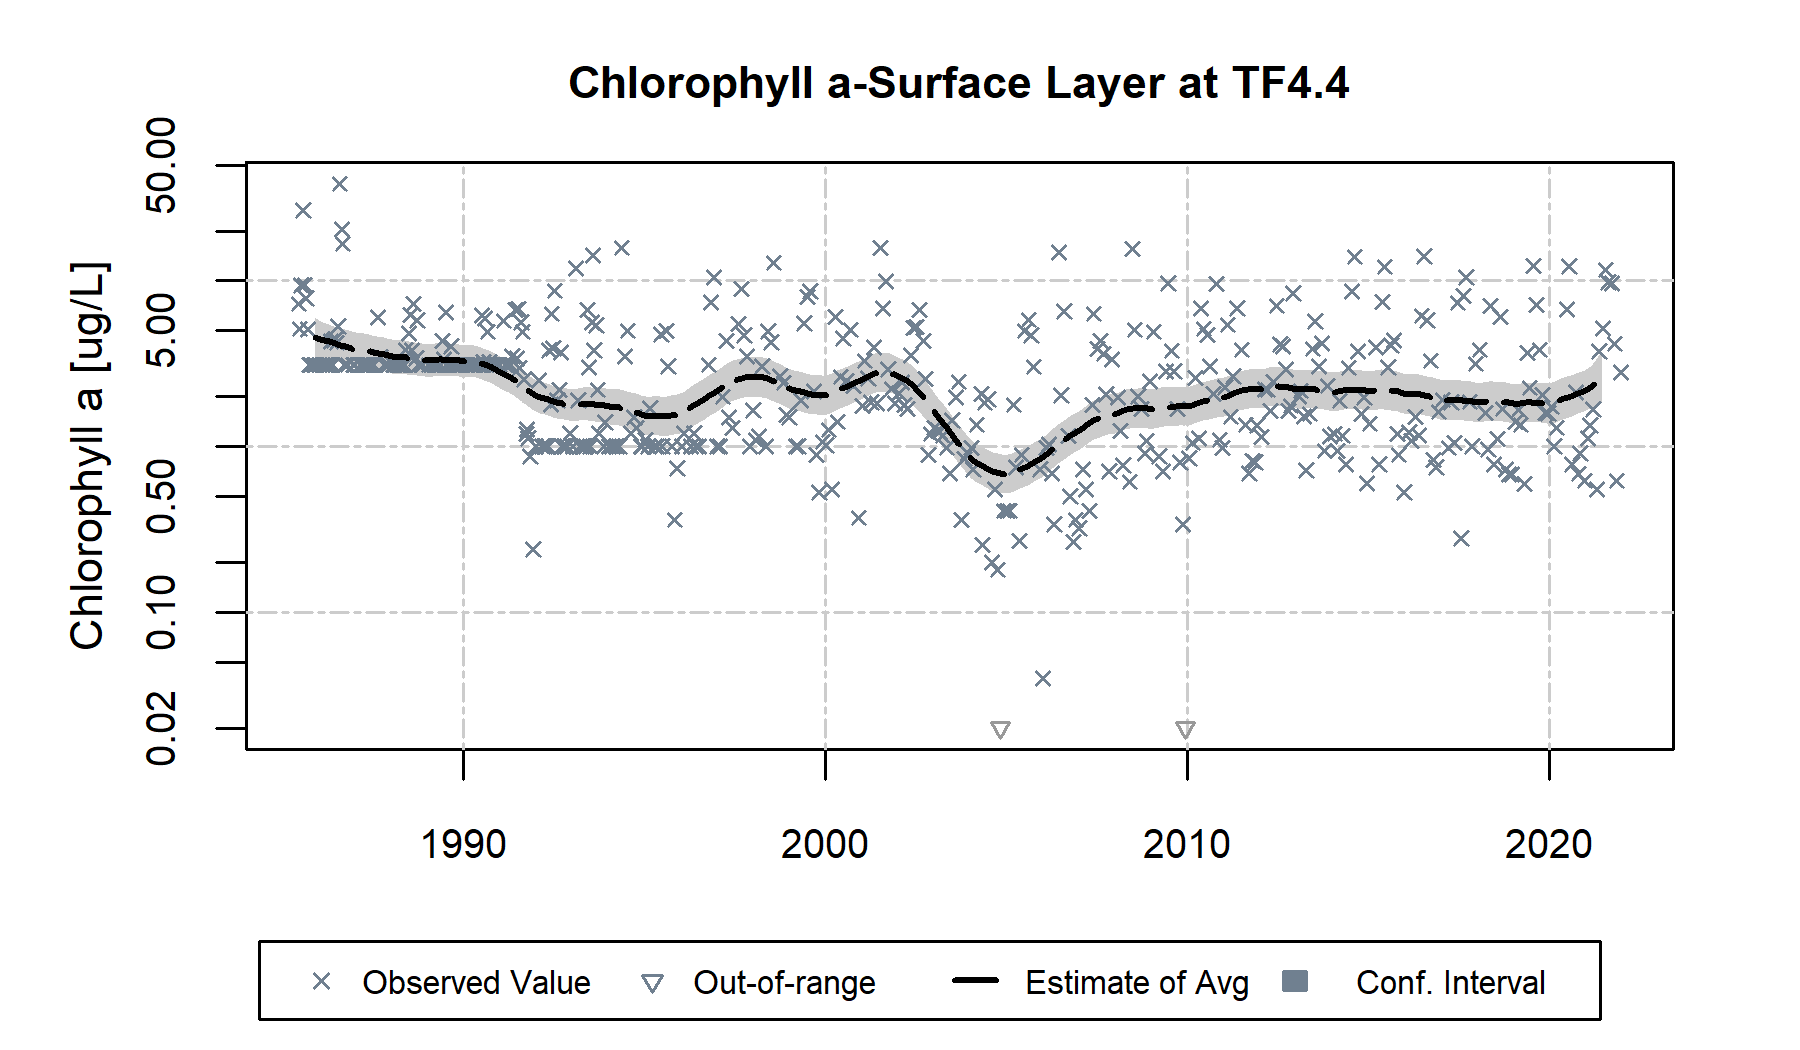 Chlorophyll a-Surface Layer at TF4.4
Chlorophyll a [ug/L]
50.00
5.00
0.50
0.10
0.02
1990 2000 2010 2020
Observed Value Out-of-range Estimate of Avg Conf. Interval